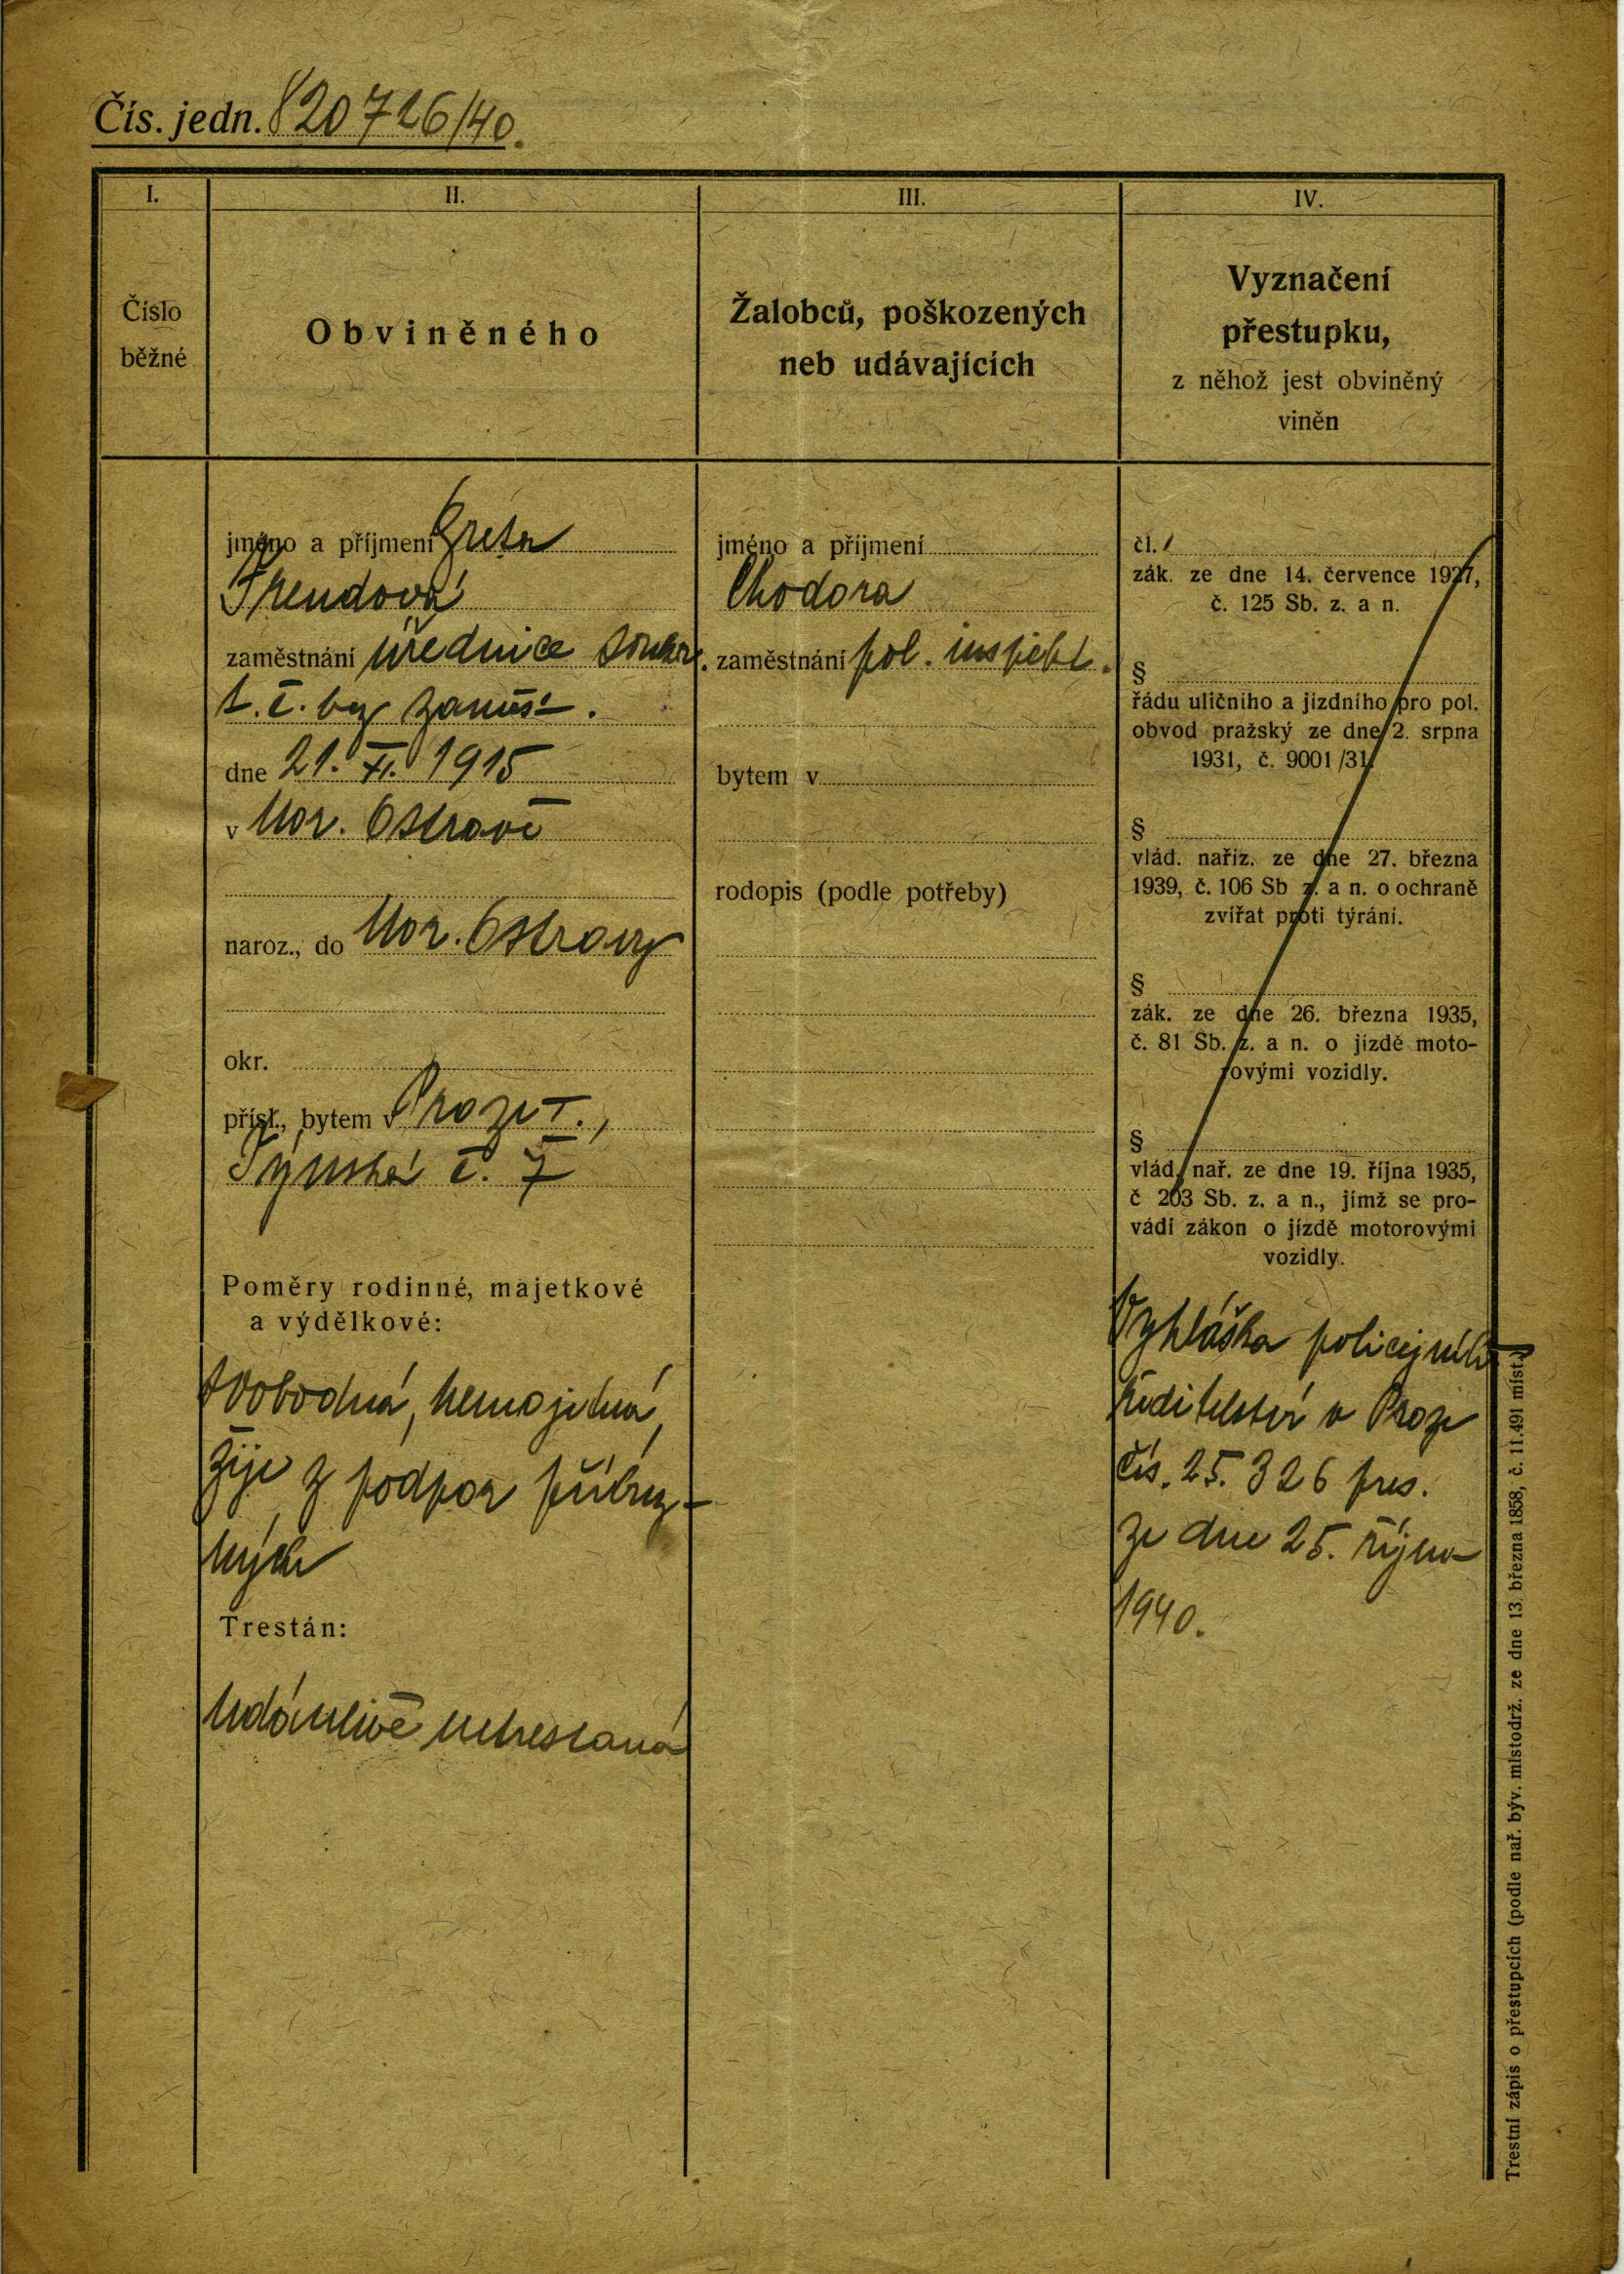 Čís. jedn. 820726/40.
I.
Číslo
běžné
II.
Obviněného
III.
Žalobců, poškozených
neb udávajících
IV.
Vyznačení
přestupku,
z něhož jest obviněný
viněn
jméno a příjmení Greta
zaměstnání úřednice soukr.
t. č. bez zaměst.
dne 21. XI. 1915
v Mor. Ostravě
naroz., do Mor. Ostravy
okr.
přísl., bytem v Praze I.,
Týnská č. 7
Poměry rodinné, majetkové
a výdělkové:
svobodná, nemajetná,
žije z podpor příbuz-
ných
Trestán:
Udánlivě netrestaná
jméno a příjmení
Chodora
zaměstnání pol. inspekt.
bytem v
rodopis (podle potřeby)
čl.
zák. ze dne 14. července 1927,
č. 125 Sb. z. a n.
§
řádu uličního a jízdního pro pol.
obvod pražský ze dne 2. srpna
1931, č. 9001/31.
§
vlád. naříz. ze dne 27. března
1939, č. 106 Sb z. a n. o ochraně
zvířat proti týrání.
§
zák. ze dne 26. března 1935,
č. 81 Sb. z. a n. o jízdě moto-
rovými vozidly.
§
vlád. nař. ze dne 19. října 1935,
č 203 Sb. z. a n., jímž se pro-
vádí zákon o jízdě motorovými
vozidly.
Vyhláška policejního
ředitelství v Praze
čís. 25.326 pres.
ze dne 25. října
1940.
Trestní zápis o přestupcích (podle nař. býv. místodrž. ze dne 13. března 1858, č. 11.491 míst.)